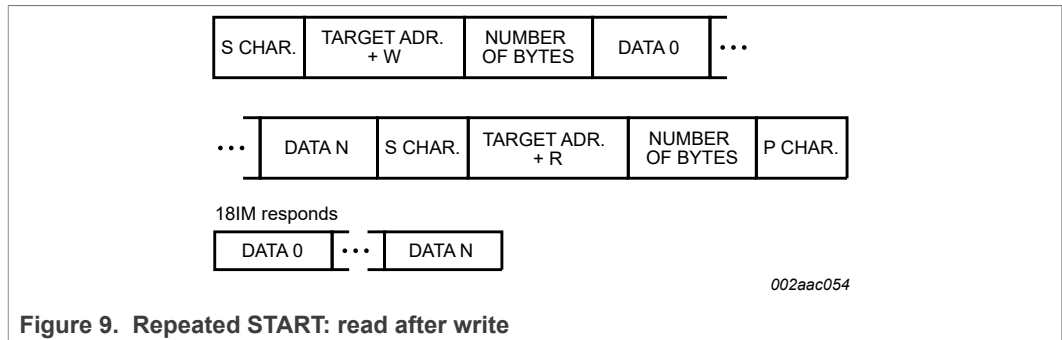 S CHAR. TARGET ADR. + W NUMBER OF BYTES DATA 0 •••
••• DATA N S CHAR. TARGET ADR. + R NUMBER OF BYTES P CHAR.
18IM responds
DATA 0 ••• DATA N
002aac054
Figure 9. Repeated START: read after write